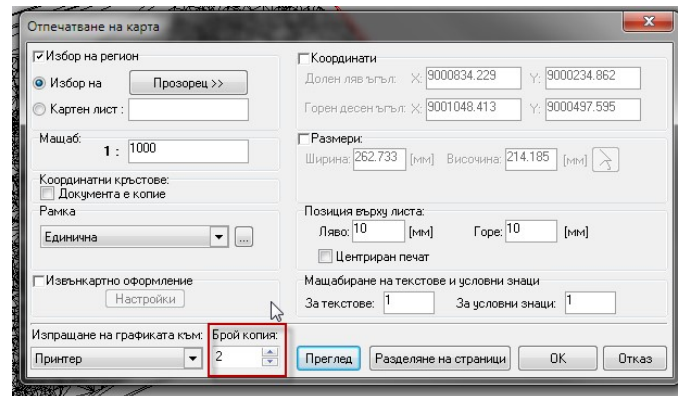 Отпечатване на карта
Избор на регион
Избор на Прозорец >>
Картен лист :
Мащаб:
1 : 1000
Координатни кръстове:
Документа е копие
Рамка
Единична ...
Извънкартно оформление
Настройки
Изпращане на графиката към:
Принтер
Брой копия:
2
Координати
Долен ляв ъгъл: X: 9000834.229 Y: 9000234.862
Горен десен ъгъл: X: 9001048.413 Y: 9000497.595
Размери:
Ширина: 262.733 [мм] Височина: 214.185 [мм]
Позиция върху листа:
Ляво: 10 [мм] Горе: 10 [мм]
Центриран печат
Мащабиране на текстове и условни знаци
За текстове: 1 За условни знаци: 1
Преглед Разделяне на страници OK Отказ